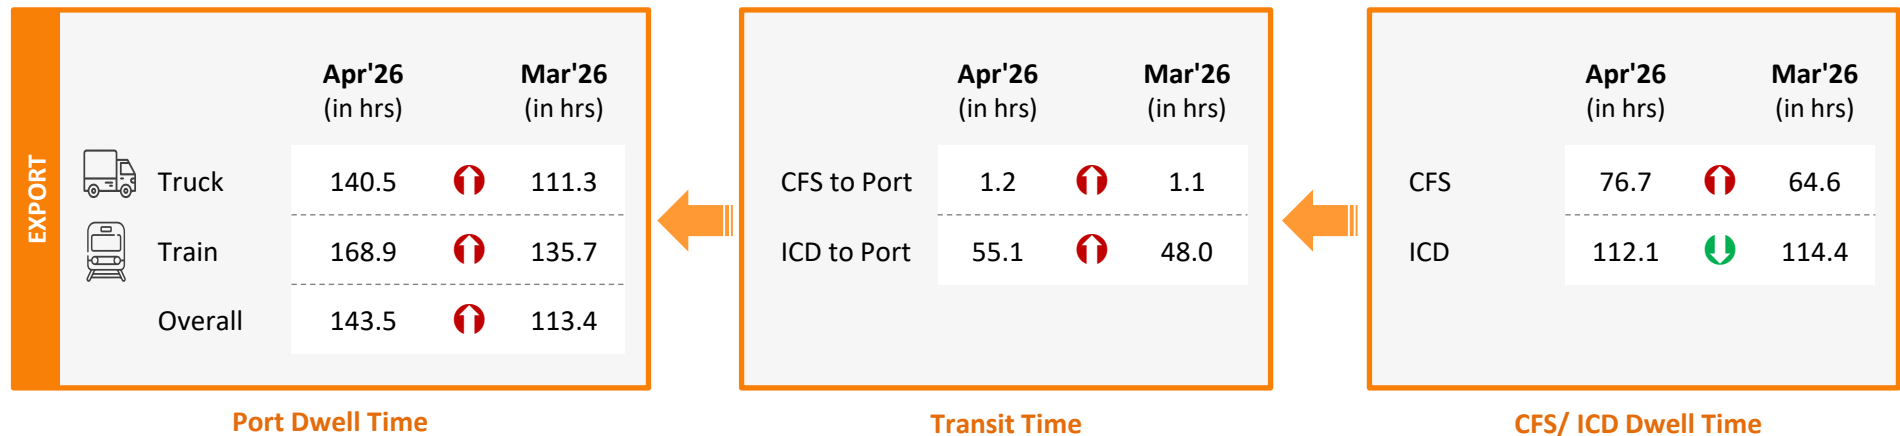 EXPORT
Apr'26 Mar'26
(in hrs) (in hrs)
Truck 140.5 111.3
Train 168.9 135.7
Overall 143.5 113.4
Port Dwell Time
Apr'26 Mar'26
(in hrs) (in hrs)
CFS to Port 1.2 1.1
ICD to Port 55.1 48.0
Transit Time
Apr'26 Mar'26
(in hrs) (in hrs)
CFS 76.7 64.6
ICD 112.1 114.4
CFS/ ICD Dwell Time